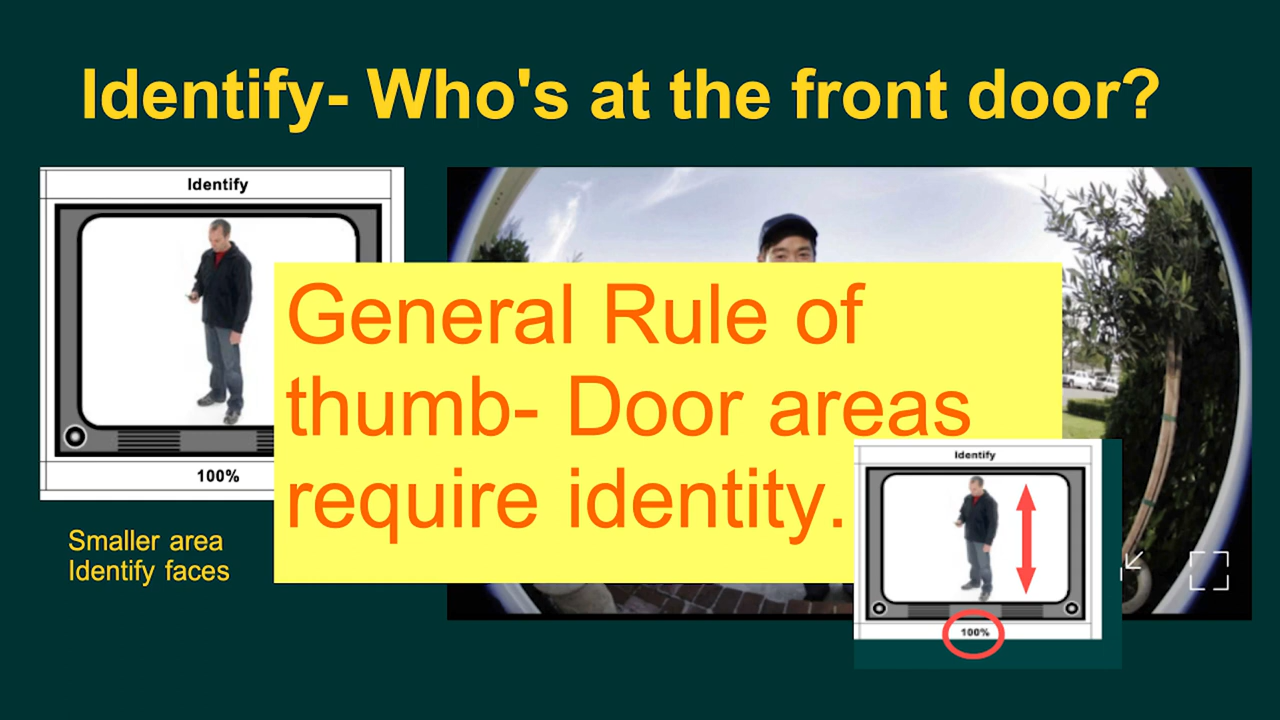 Identify- Who's at the front door?
Identify
100%
Smaller area
Identify faces
General Rule of
thumb- Door areas
require identity.
Identify
100%